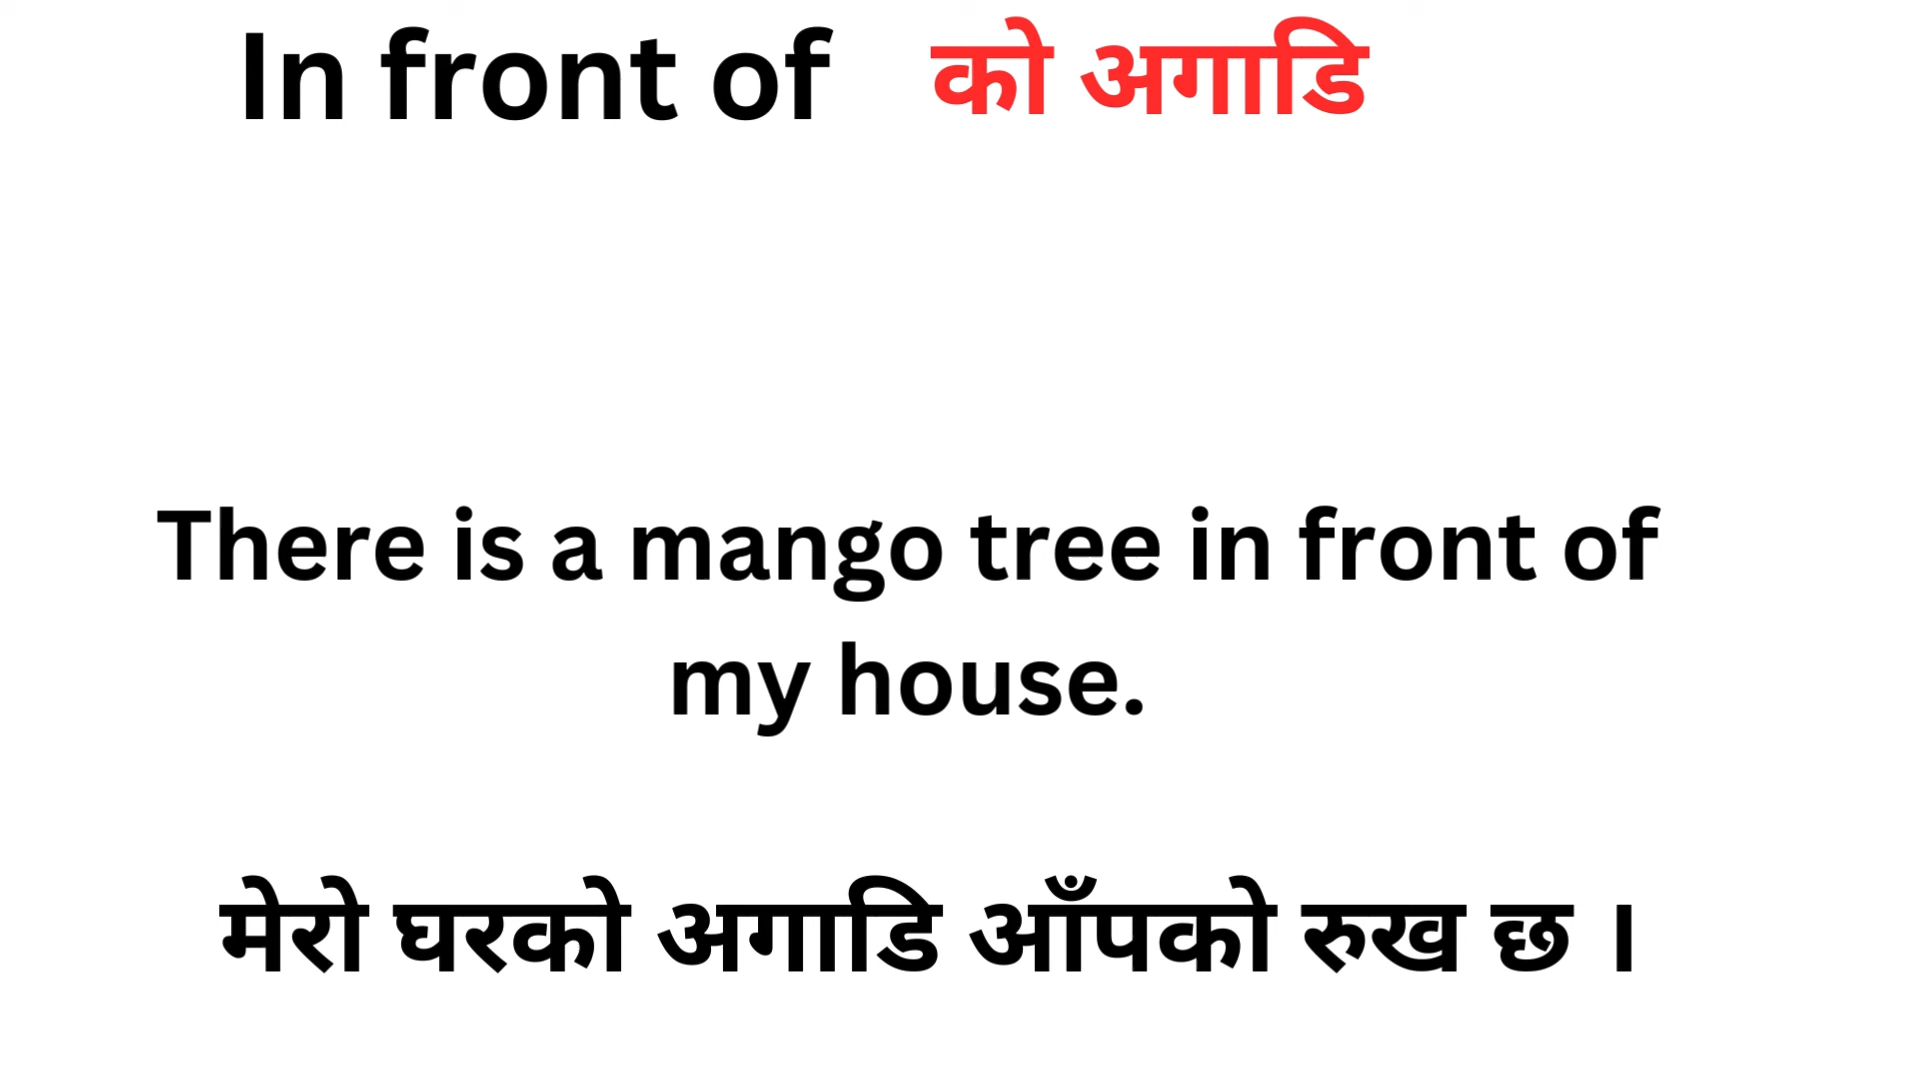 In front of को अगाडि
There is a mango tree in front of
my house.
मेरो घरको अगाडि आँपको रुख छ ।